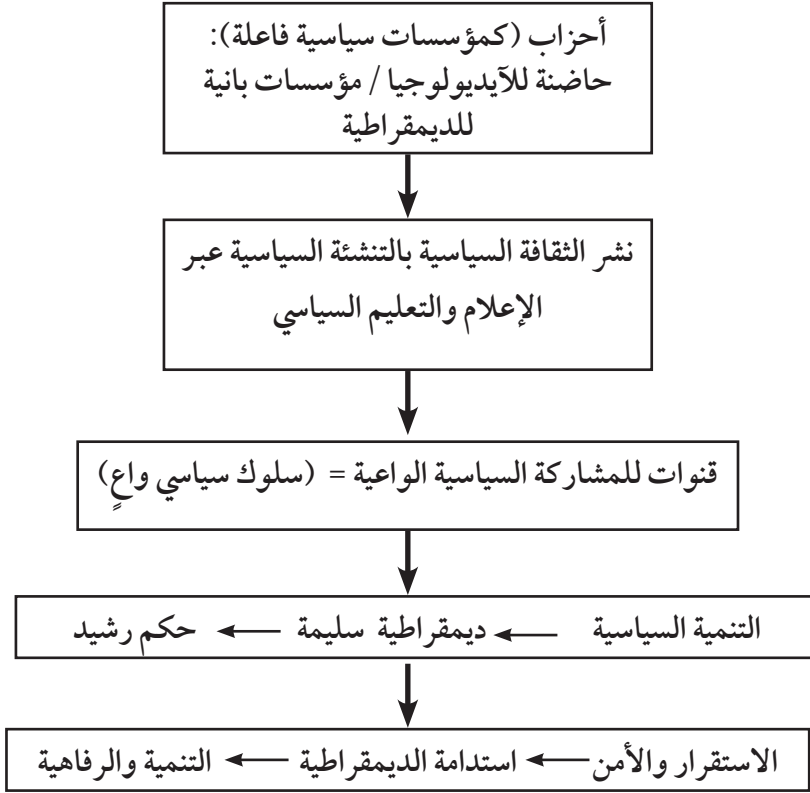 أحزاب (كمؤسسات سياسية فاعلة):
حاضنة للآيديولوجيا / مؤسسات بانية
للديمقراطية
نشر الثقافة السياسية بالتنشئة السياسية عبر
الإعلام والتعليم السياسي
قنوات للمشاركة السياسية الواعية = (سلوك سياسي واعٍ)
التنمية السياسية ← ديمقراطية سليمة ← حكم رشيد
الاستقرار والأمن ← استدامة الديمقراطية ← التنمية والرفاهية